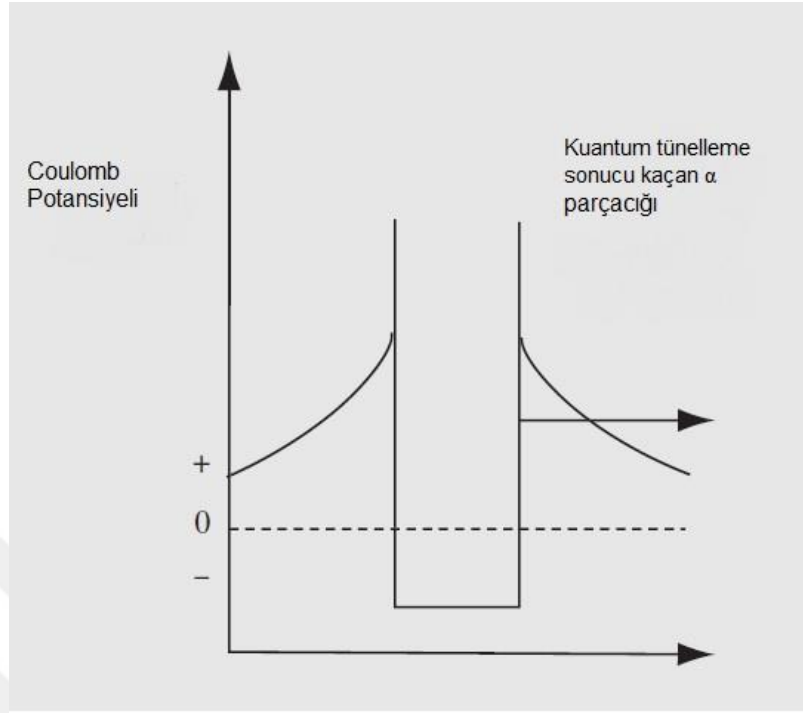 Coulomb
Potansiyeli
Kuantum tünelleme
sonucu kaçan α
parçacığı
+
0
−